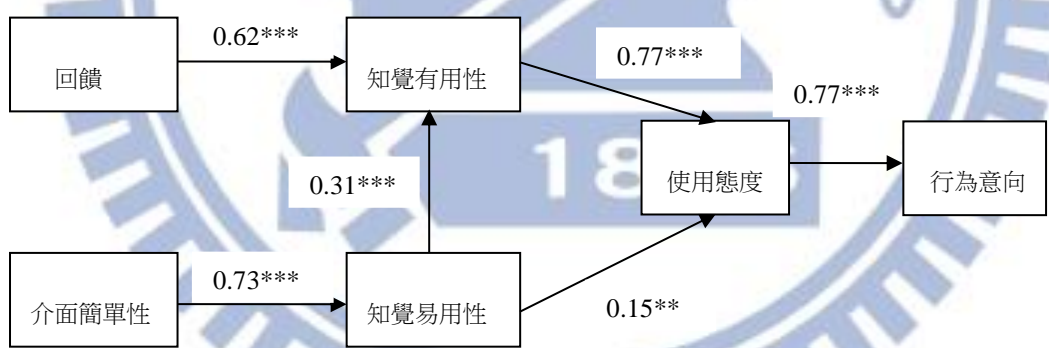 0.62***
回饋
知覺有用性
0.77***
0.77***
0.31***
使用態度
行為意向
0.73***
介面簡單性
知覺易用性
0.15**